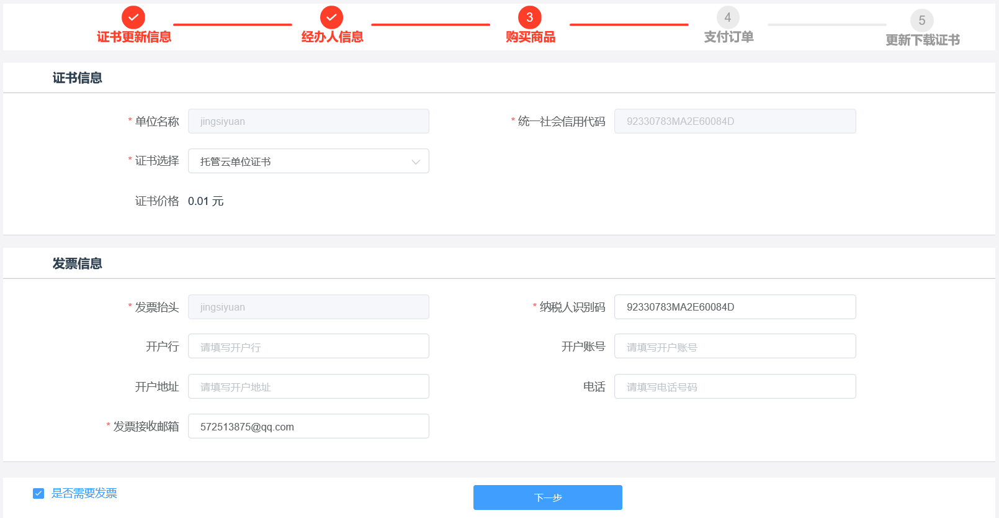 3 4 5
证书更新信息 经办人信息 购买商品 支付订单 更新下载证书
证书信息
* 单位名称 jingsiyuan * 统一社会信用代码 92330783MA2E60084D
* 证书选择 托管云单位证书
证书价格 0.01 元
发票信息
* 发票抬头 jingsiyuan * 纳税人识别码 92330783MA2E60084D
开户行 请填写开户行 开户账号 请填写开户账号
开户地址 请填写开户地址 电话 请填写电话号码
* 发票接收邮箱 572513875@qq.com
是否需要发票 下一步